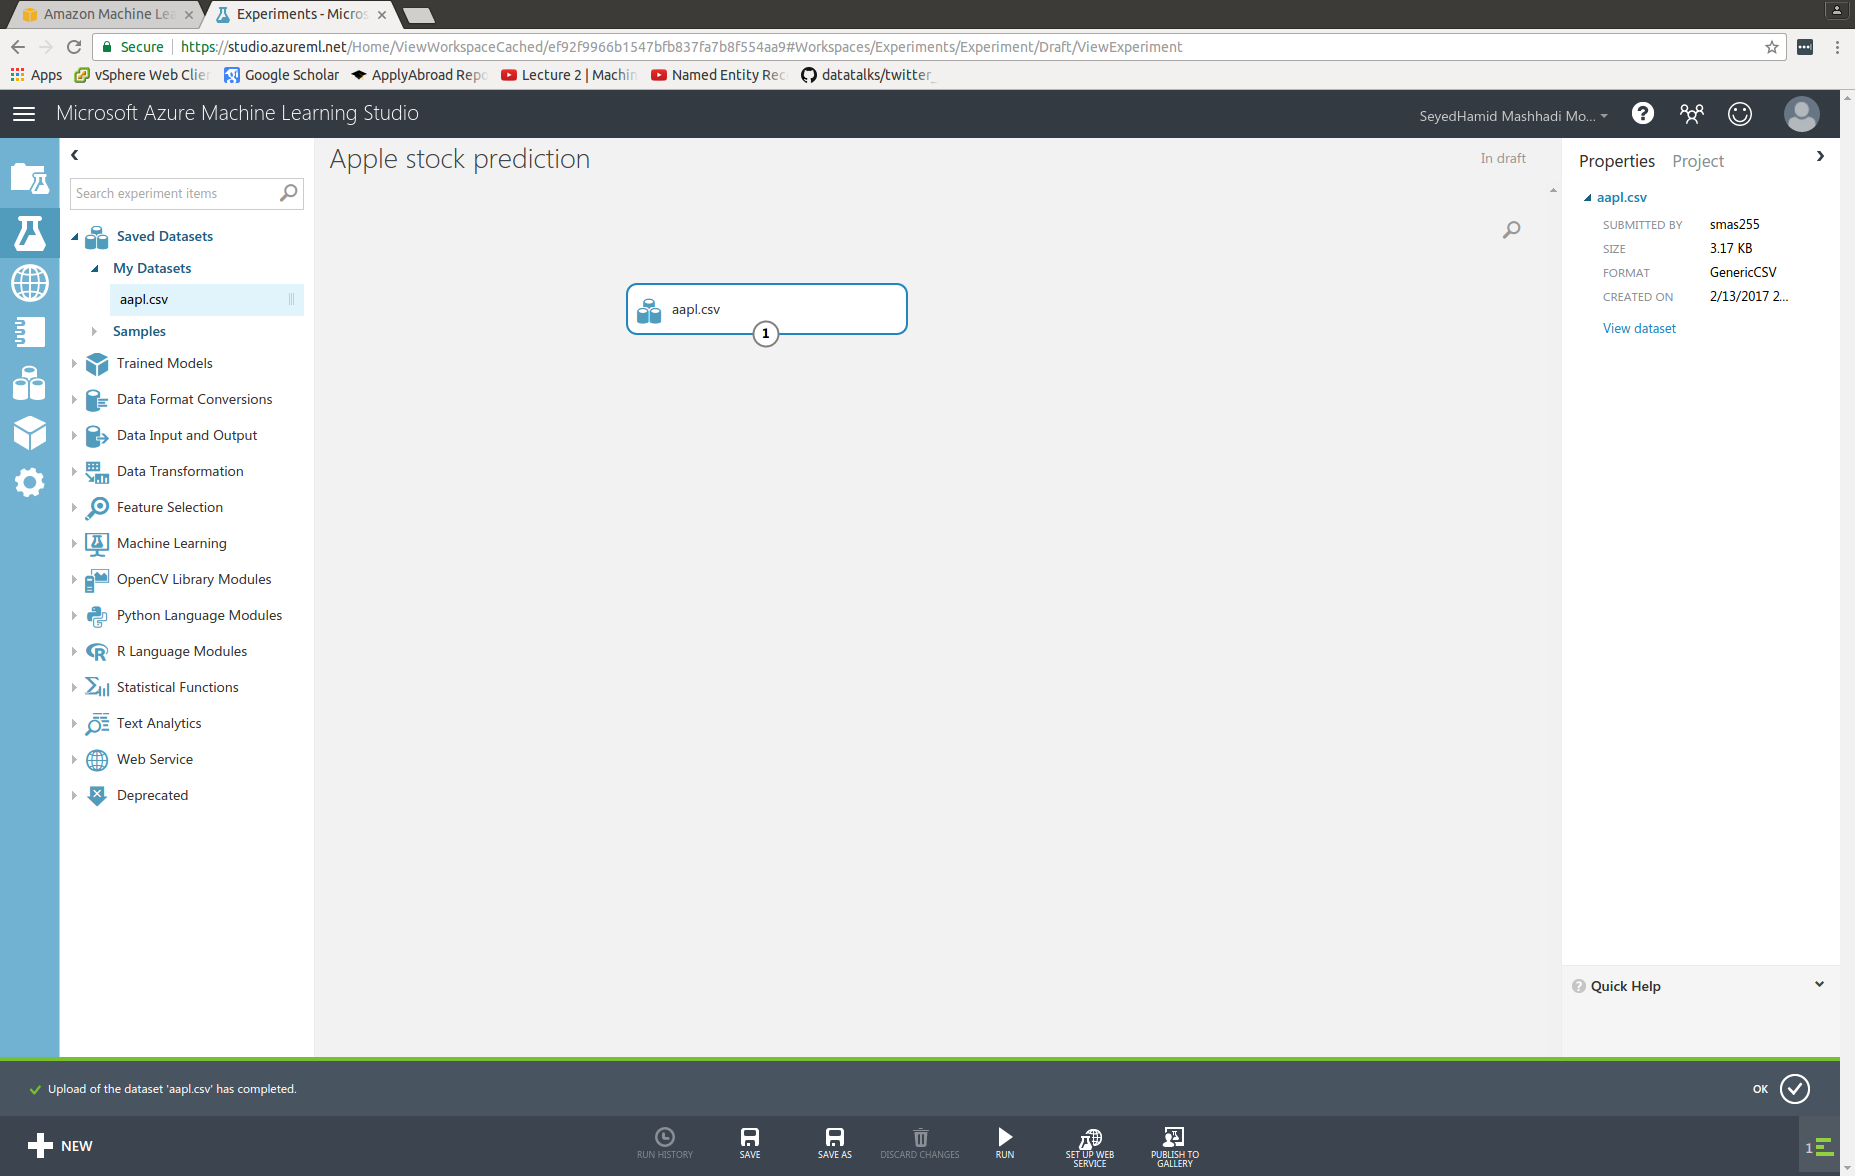 Amazon Machine Lea
Experiments - Micros
Secure
https://studio.azureml.net/Home/ViewWorkspaceCached/ef92f9966b1547bfb837fa7b8f554aa9#Workspaces/Experiments/Experiment/Draft/ViewExperiment
Apps
vSphere Web Clier
Google Scholar
ApplyAbroad Repo
Lecture 2 | Machin
Named Entity Rec
datatalks/twitter_
Microsoft Azure Machine Learning Studio
SeyedHamid Mashhadi Mo...
Apple stock prediction
In draft
Properties
Project
Search experiment items
Saved Datasets
My Datasets
aapl.csv
Samples
Trained Models
Data Format Conversions
Data Input and Output
Data Transformation
Feature Selection
Machine Learning
OpenCV Library Modules
Python Language Modules
R Language Modules
Statistical Functions
Text Analytics
Web Service
Deprecated
aapl.csv
1
aapl.csv
SUBMITTED BY smas255
SIZE 3.17 KB
FORMAT GenericCSV
CREATED ON 2/13/2017 2...
View dataset
Quick Help
Upload of the dataset 'aapl.csv' has completed.
OK
NEW
RUN HISTORY
SAVE
SAVE AS
DISCARD CHANGES
RUN
SET UP WEB
SERVICE
PUBLISH TO
GALLERY
1